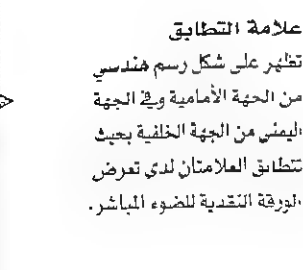 علامة التطابق
تظهر على شكل رسم هندسي
من الجهة الأمامية وفي الجهة
اليمنى من الجهة الخلفية بحيث
تتطابق العلامتان لدى تعرض
الورقة النقدية للضوء المباشر.